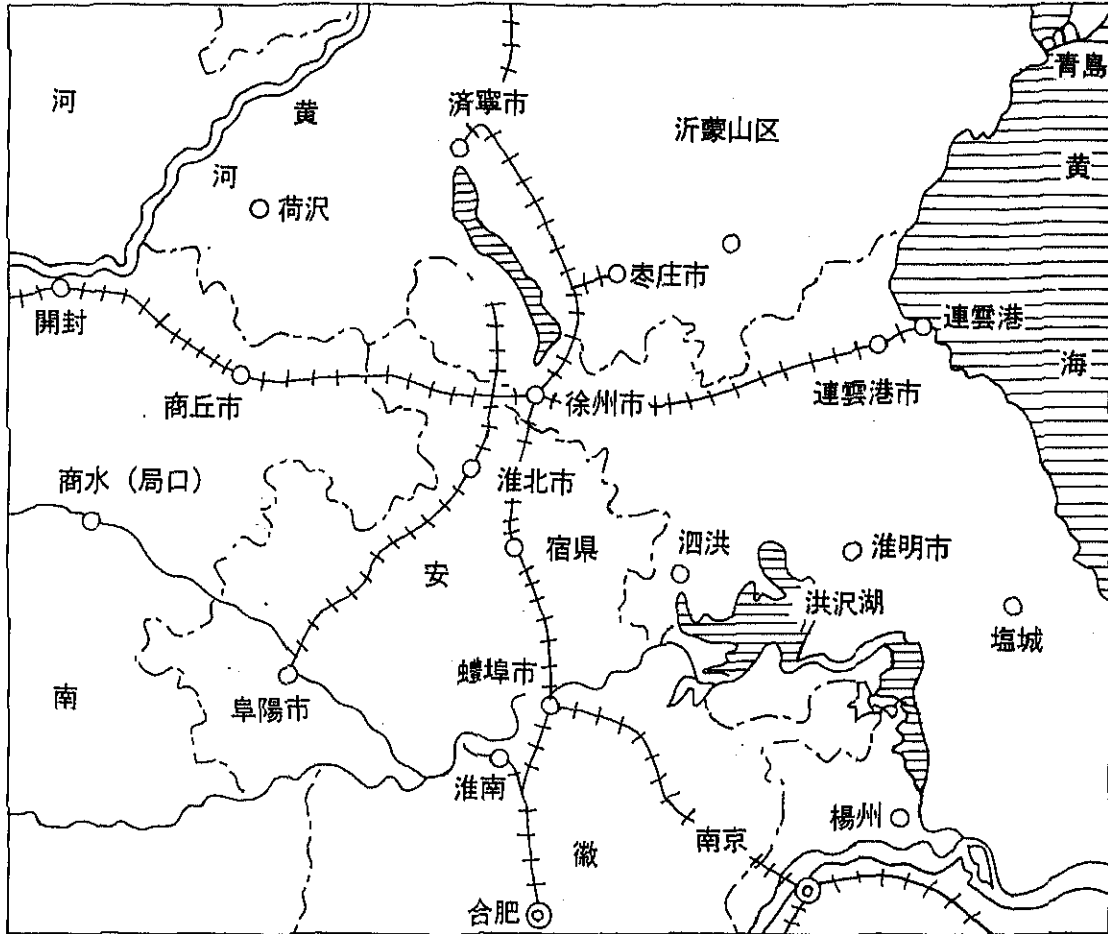 青島
河
黄
済寧市
沂蒙山区
黄
河
荷沢
枣庄市
開封
連雲港
海
商丘市
徐州市
連雲港市
商水（局口）
淮北市
安
宿県
泗洪
淮明市
洪沢湖
塩城
南
阜陽市
蚌埠市
淮南
楊州
南京
徽
合肥